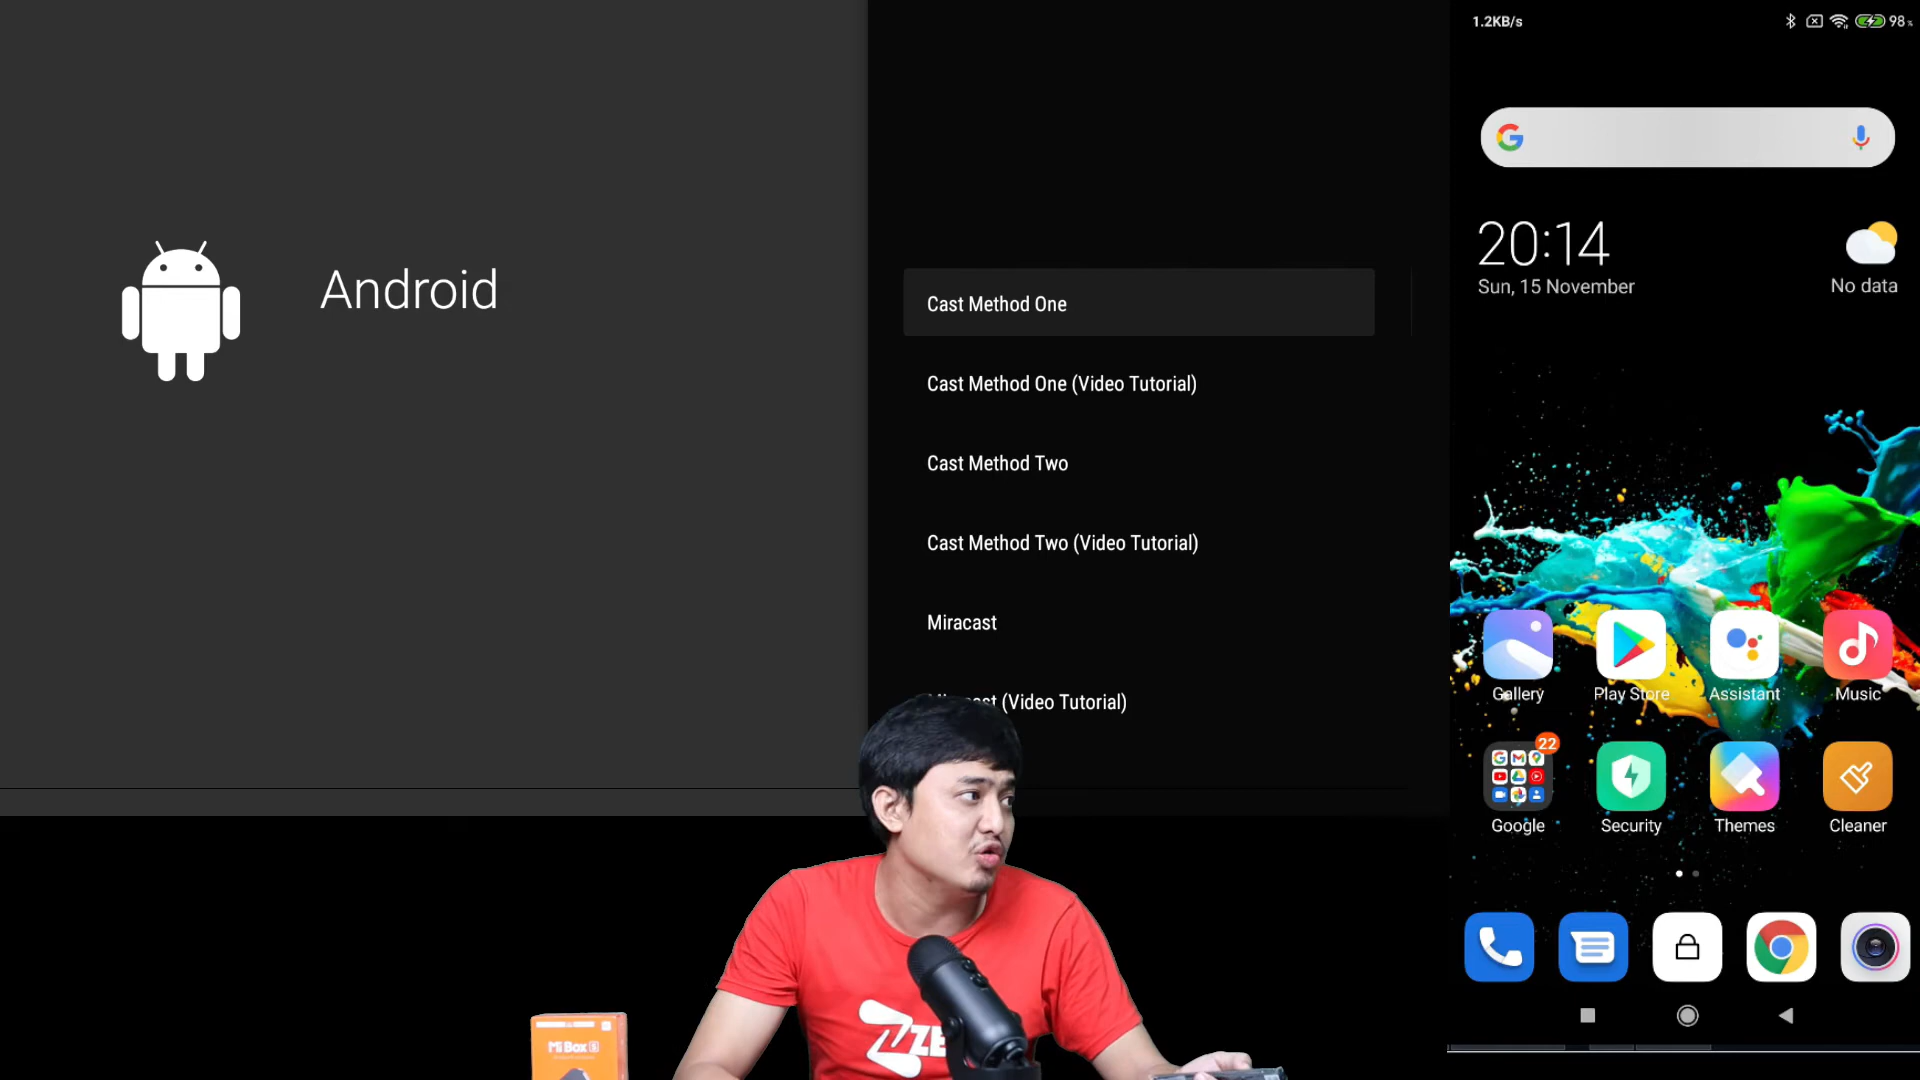 Android
Cast Method One
Cast Method One (Video Tutorial)
Cast Method Two
Cast Method Two (Video Tutorial)
Miracast
(Video Tutorial)
1.2KB/s
98%
20:14
Sun, 15 November
No data
Gallery
Play Store
Assistant
Music
22
Google
Security
Themes
Cleaner
Mi Box S